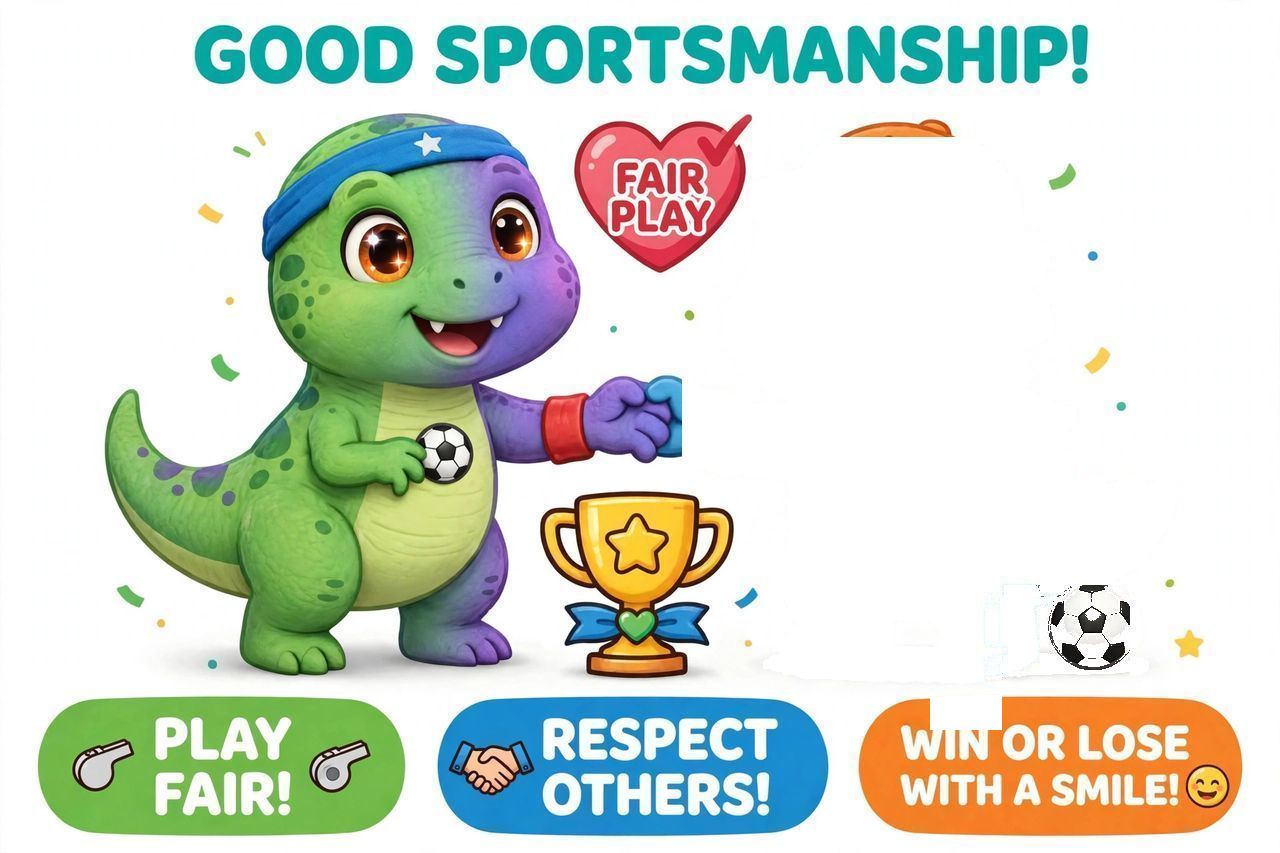 GOOD SPORTSMANSHIP!
FAIR
PLAY
PLAY
FAIR!
RESPECT
OTHERS!
WIN OR LOSE
WITH A SMILE!